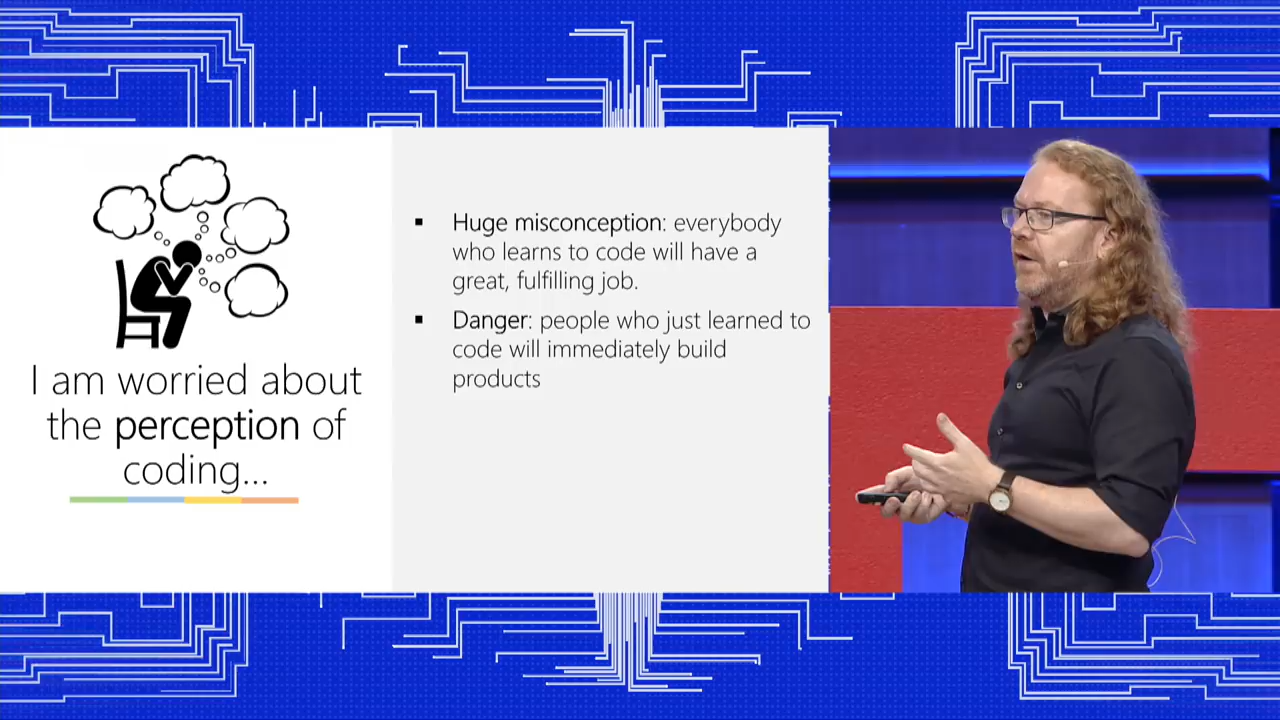 I am worried about
the perception of
coding...
▪ Huge misconception: everybody
who learns to code will have a
great, fulfilling job.
▪ Danger: people who just learned to
code will immediately build
products